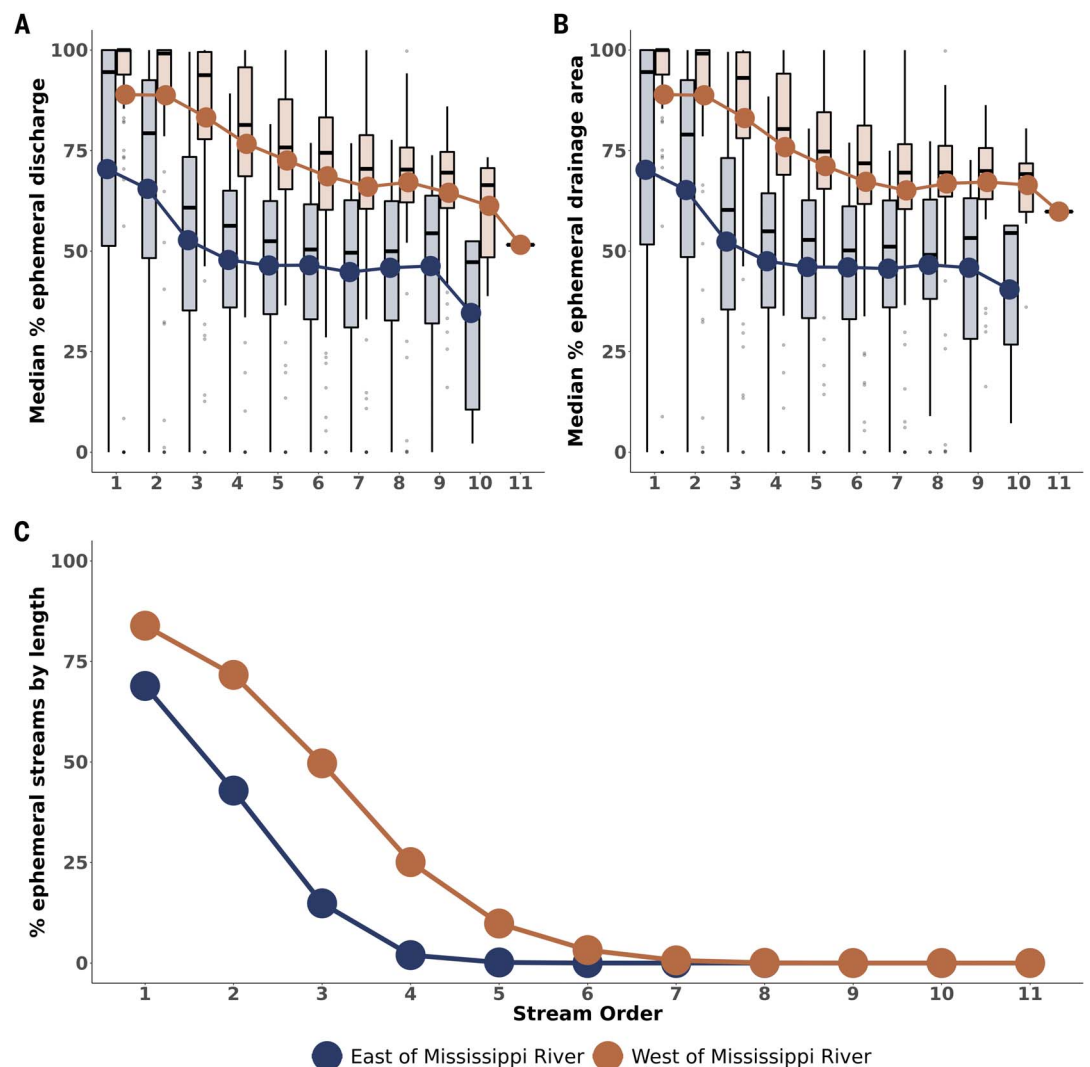 A
Median % ephemeral discharge
100
75
50
25
0
1 2 3 4 5 6 7 8 9 10 11
B
Median % ephemeral drainage area
100
75
50
25
0
1 2 3 4 5 6 7 8 9 10 11
C
% ephemeral streams by length
100
75
50
25
0
1 2 3 4 5 6 7 8 9 10 11
Stream Order
East of Mississippi River West of Mississippi River